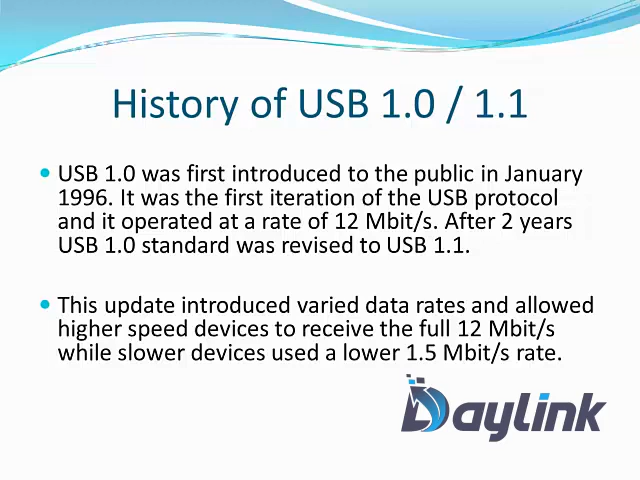 History of USB 1.0 / 1.1
• USB 1.0 was first introduced to the public in January
1996. It was the first iteration of the USB protocol
and it operated at a rate of 12 Mbit/s. After 2 years
USB 1.0 standard was revised to USB 1.1.
• This update introduced varied data rates and allowed
higher speed devices to receive the full 12 Mbit/s
while slower devices used a lower 1.5 Mbit/s rate.
Daylink